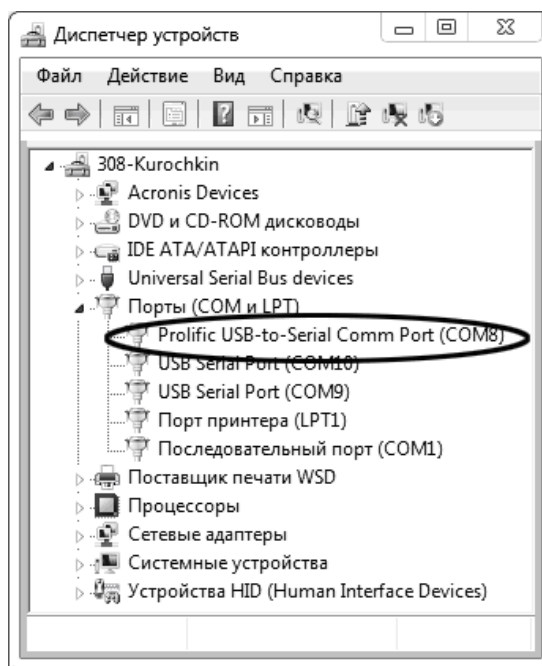 Диспетчер устройств
Файл Действие Вид Справка
308-Kurochkin
Acronis Devices
DVD и CD-ROM дисководы
IDE ATA/ATAPI контроллеры
Universal Serial Bus devices
Порты (COM и LPT)
Prolific USB-to-Serial Comm Port (COM8)
USB Serial Port (COM10)
USB Serial Port (COM9)
Порт принтера (LPT1)
Последовательный порт (COM1)
Поставщик печати WSD
Процессоры
Сетевые адаптеры
Системные устройства
Устройства HID (Human Interface Devices)